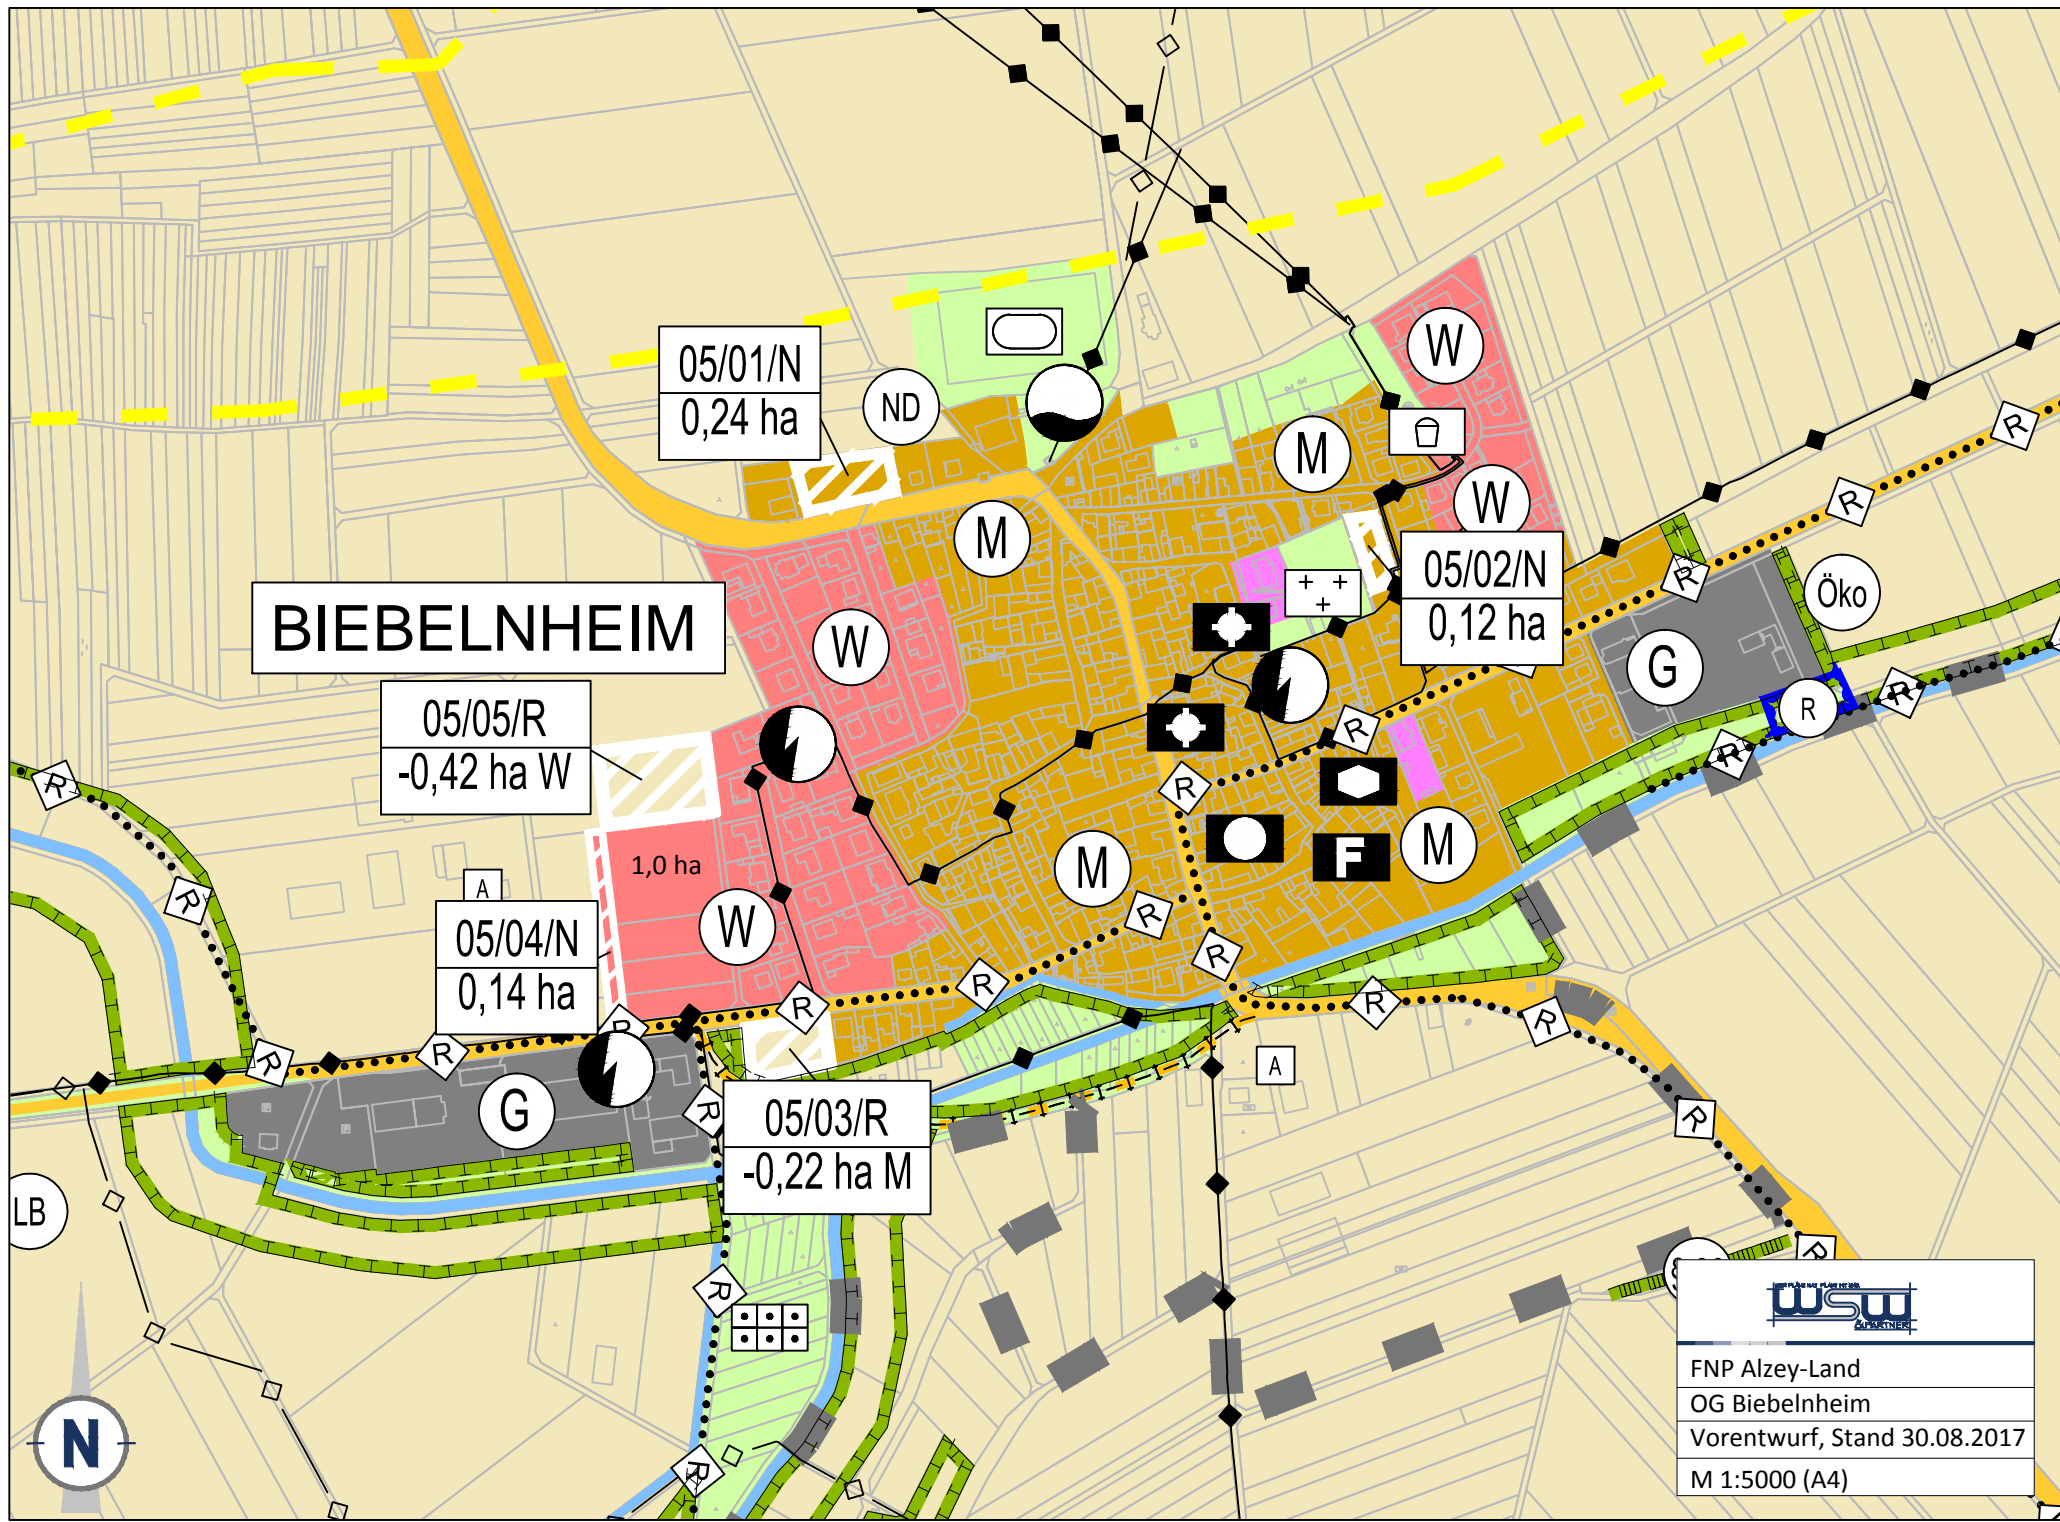 W
05/01/N
0,24 ha
ND
M
R
W
M
R
05/02/N
0,12 ha
R
Öko
BIEBELNHEIM
W
G
R
R
05/05/R
-0,42 ha W
R
R
R
R
1,0 ha
F
M
M
R
A
R
W
05/04/N
0,14 ha
R
R
R
R
R
R
R
R
A
G
R
05/03/R
-0,22 ha M
R
LB
R
R
R
FNP Alzey-Land
OG Biebelnheim
Vorentwurf, Stand 30.08.2017
M 1:5000 (A4)
N
WSW
&PARTNER